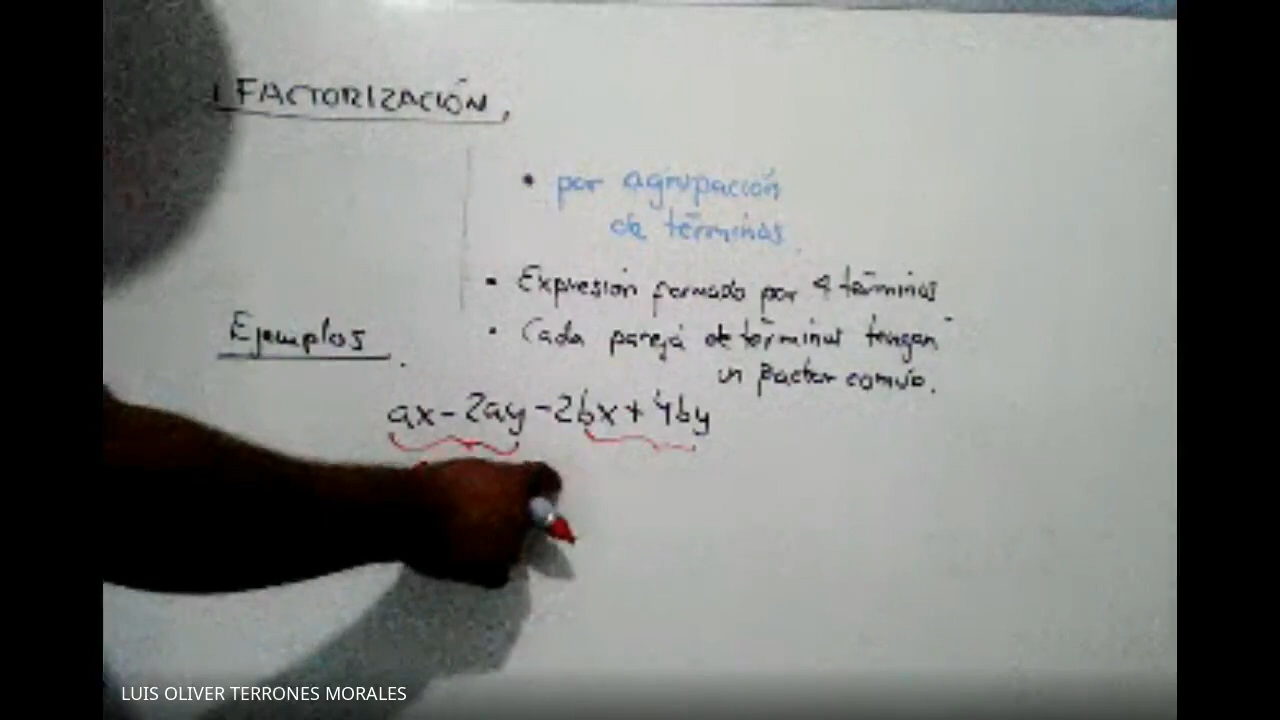 FACTORIZACIÓN,
• por agrupación
de términos.
• Expresión formado por 4 términos
• Cada pareja de términos tengan
un factor común.
Ejemplos.
ax - 2ay - 2bx + 4by
LUIS OLIVER TERRONES MORALES